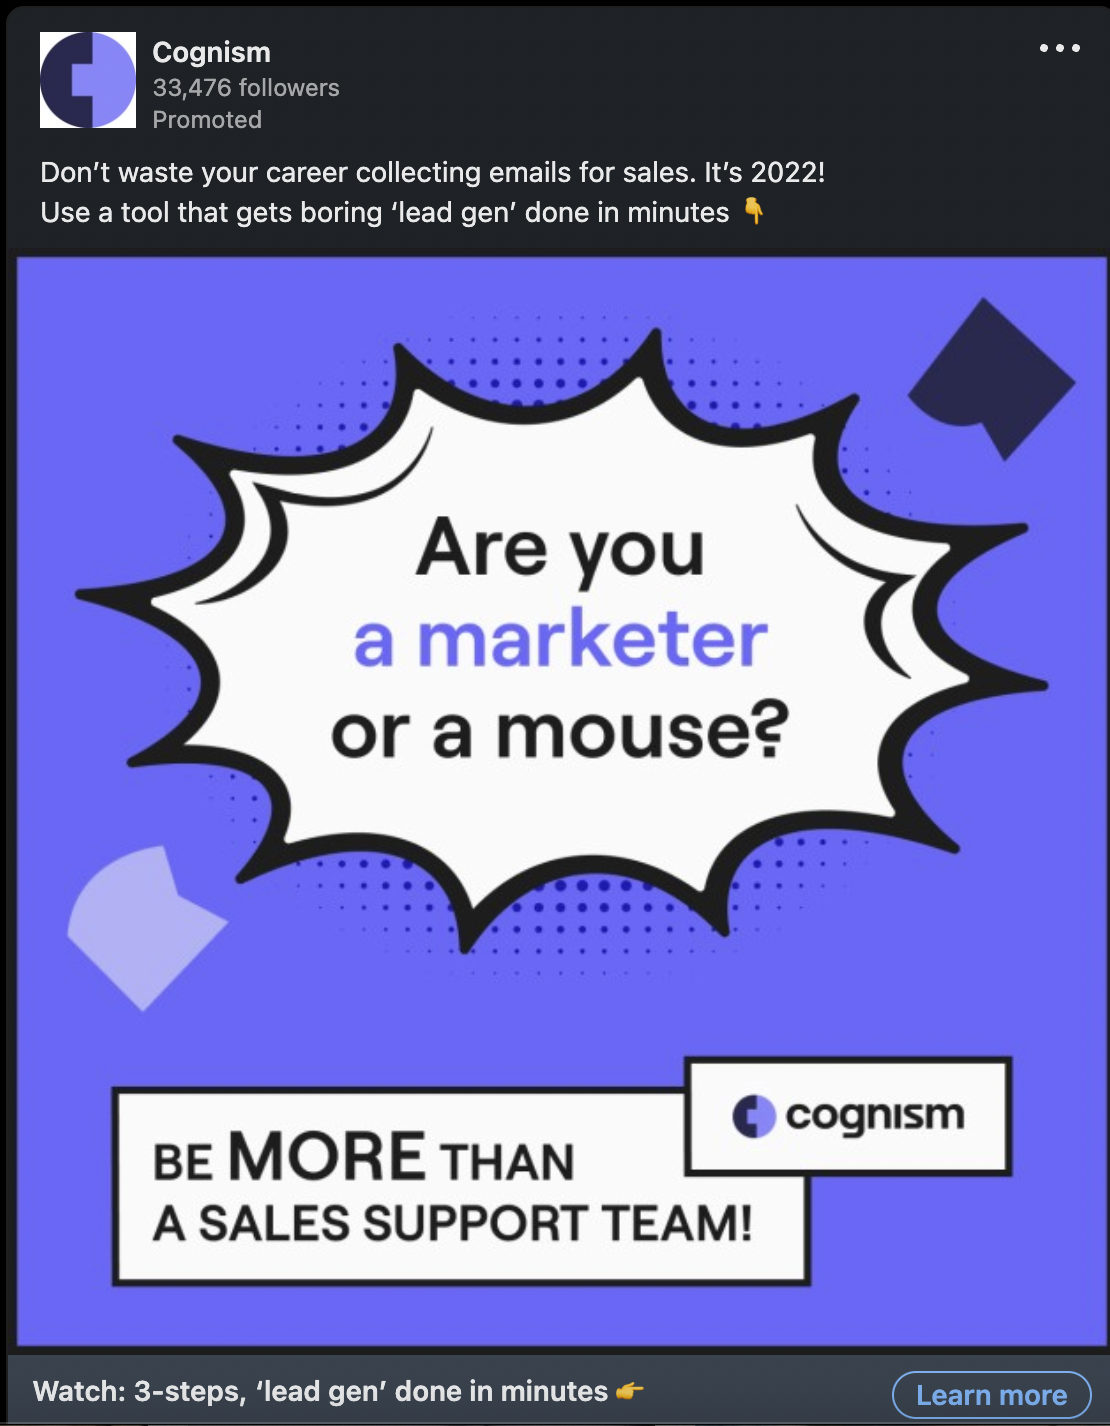 Cognism
33,476 followers
Promoted
Don’t waste your career collecting emails for sales. It’s 2022!
Use a tool that gets boring ‘lead gen’ done in minutes 👇
Are you
a marketer
or a mouse?
cognism
BE MORE THAN
A SALES SUPPORT TEAM!
Watch: 3-steps, ‘lead gen’ done in minutes 👉
Learn more